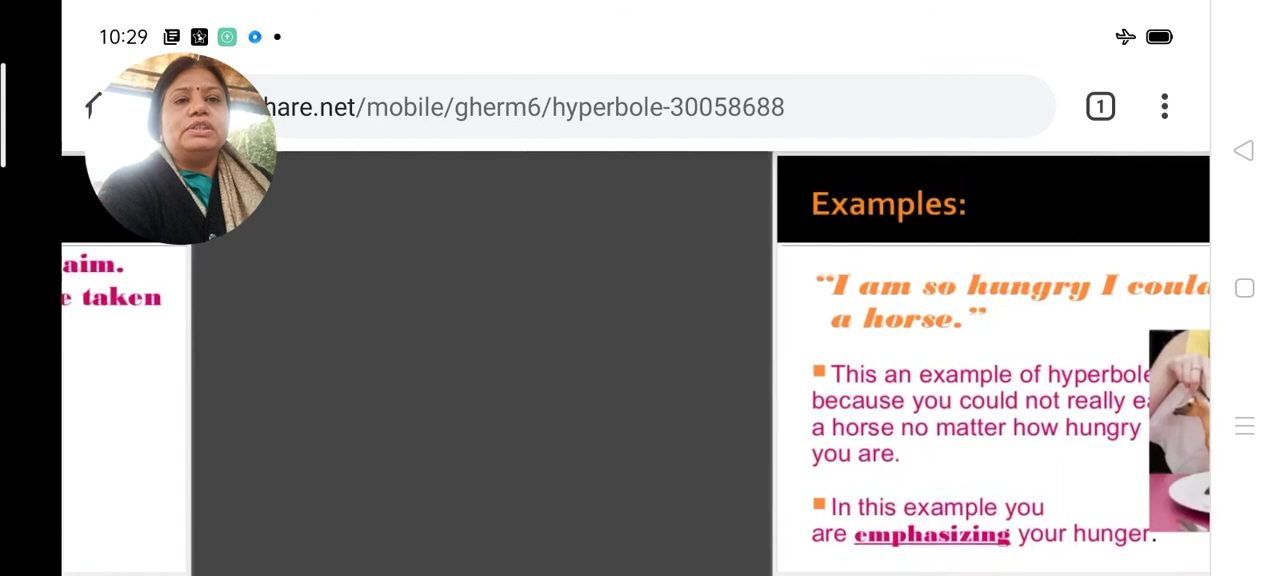 10:29
hare.net/mobile/gherm6/hyperbole-30058688
1
aim.
e taken
Examples:
“I am so hungry I could
a horse.”
This an example of hyperbole
because you could not really ea
a horse no matter how hungry
you are.
In this example you
are emphasizing your hunger.